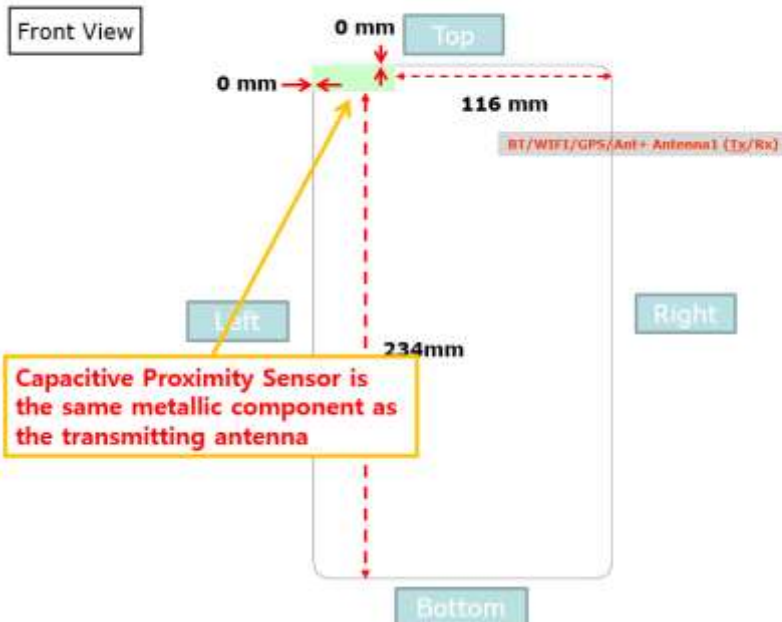 Front View
0 mm
Top
0 mm
116 mm
BT/WIFI/GPS/Ant+ Antenna1 (Tx/Rx)
Left
Right
234mm
Capacitive Proximity Sensor is
the same metallic component as
the transmitting antenna
Bottom